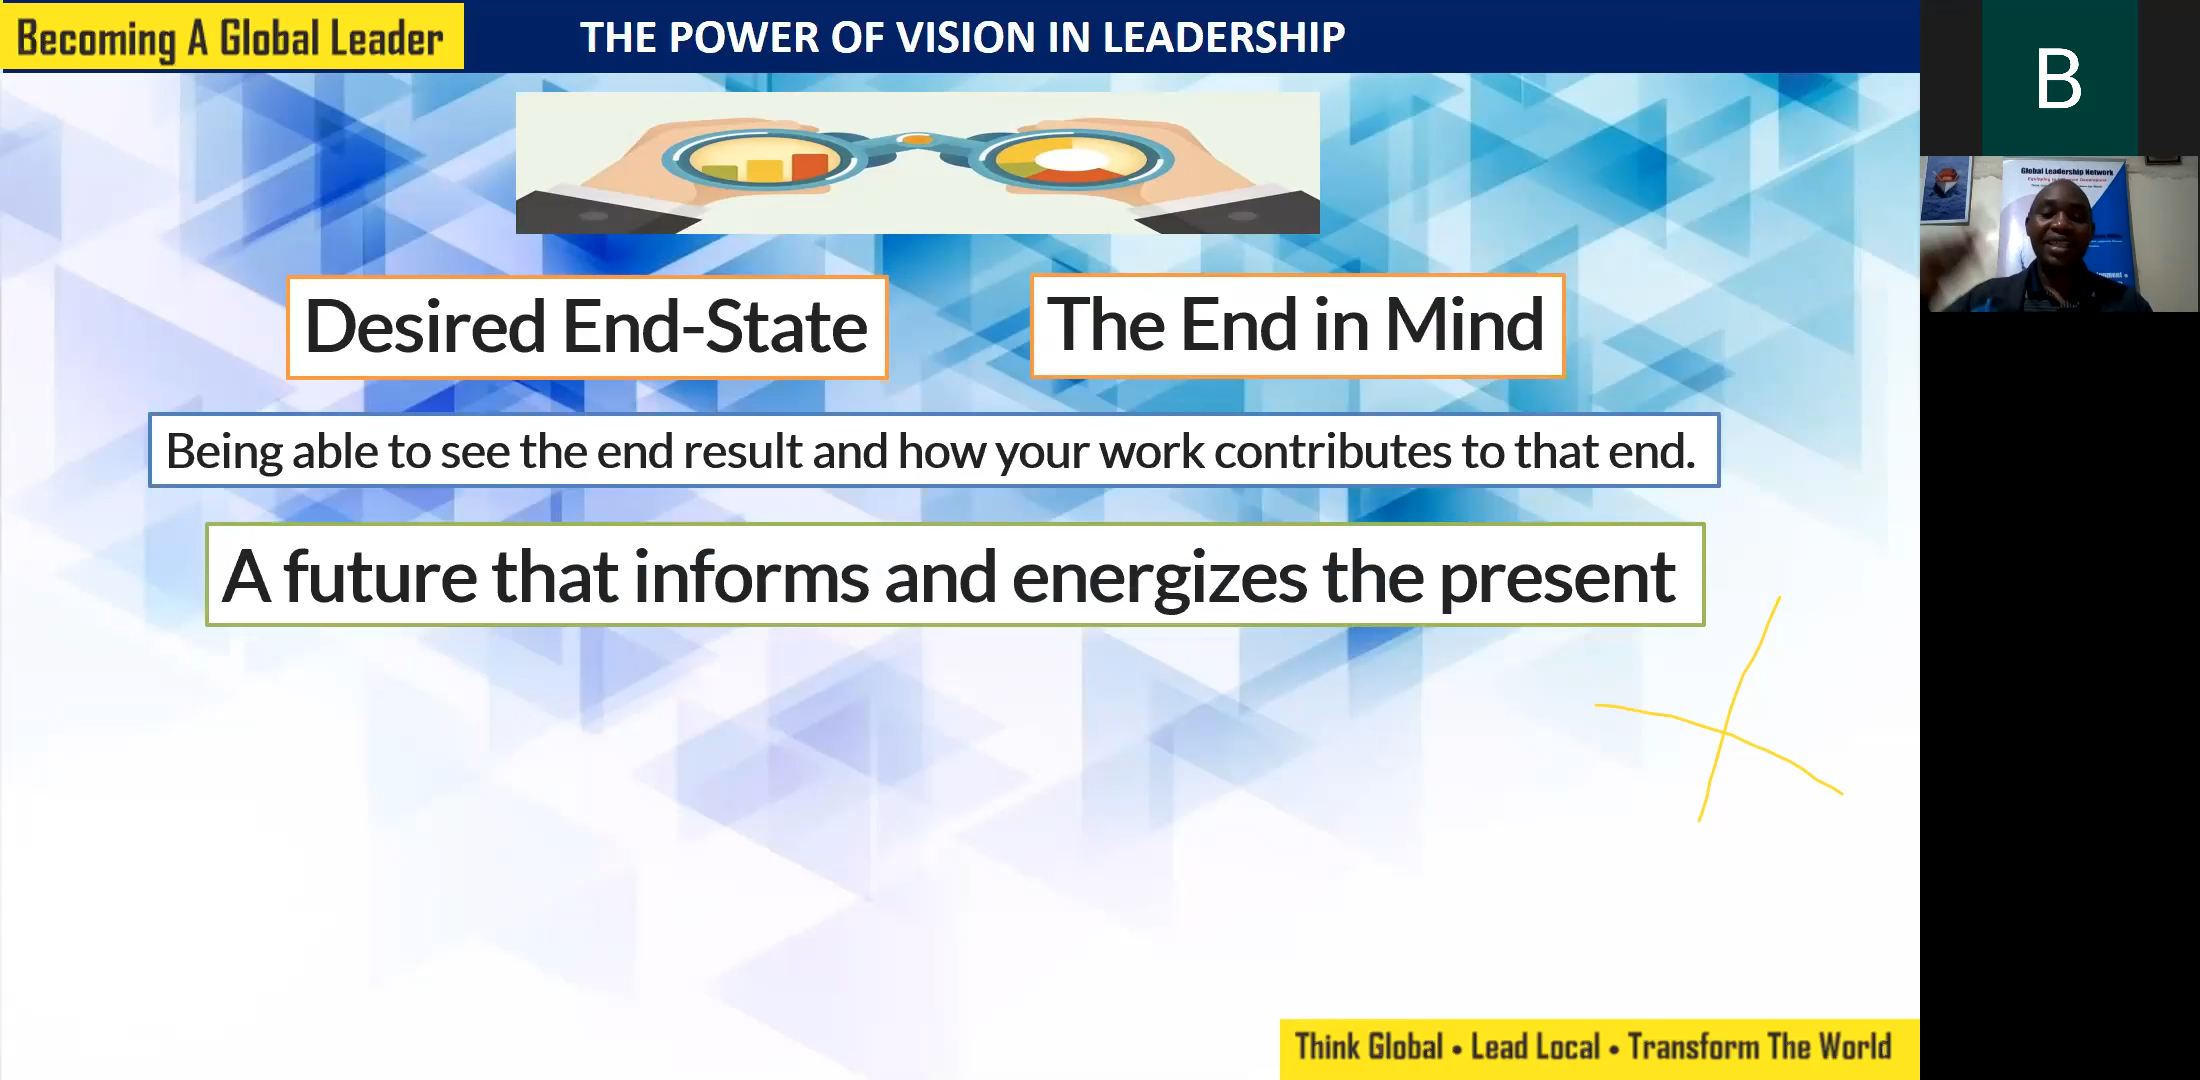 Becoming A Global Leader
THE POWER OF VISION IN LEADERSHIP
B
Global Leadership Network
Desired End-State
The End in Mind
Being able to see the end result and how your work contributes to that end.
A future that informs and energizes the present
Think Global • Lead Local • Transform The World